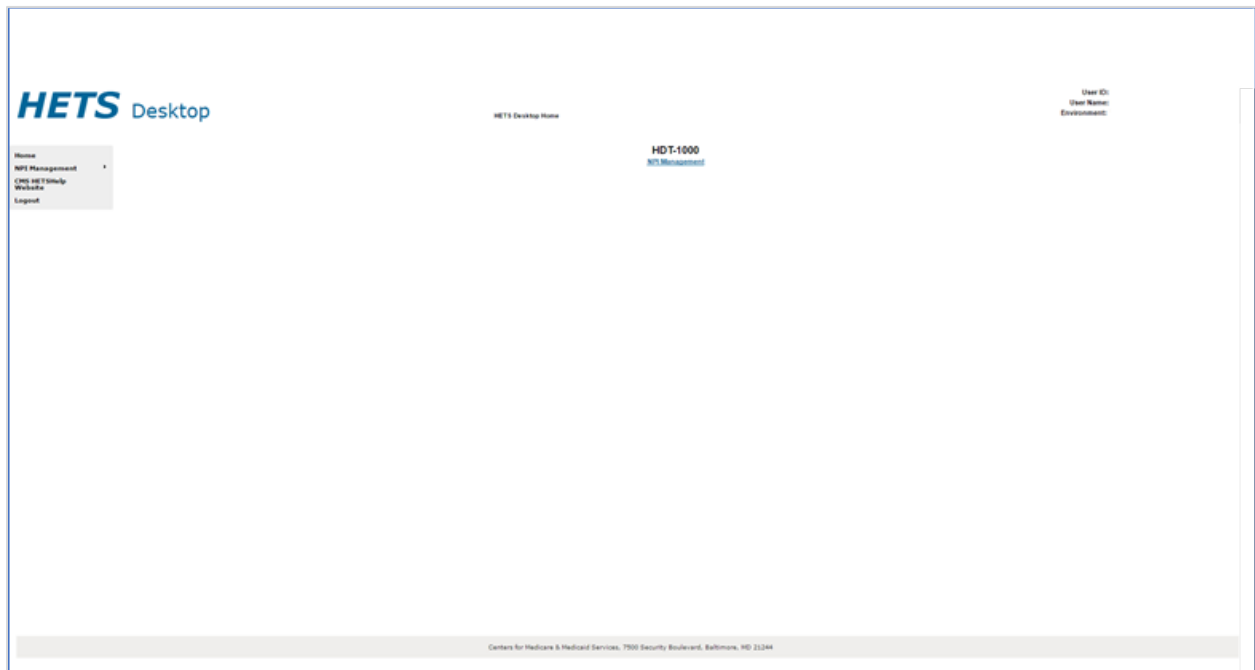 HETS Desktop
HETS Desktop Home
User ID:
User Name:
Environment:
Home
NPI Management
CMS HETSHelp
Website
Logout
HDT-1000
NPI Management
Centers for Medicare & Medicaid Services, 7500 Security Boulevard, Baltimore, MD 21244